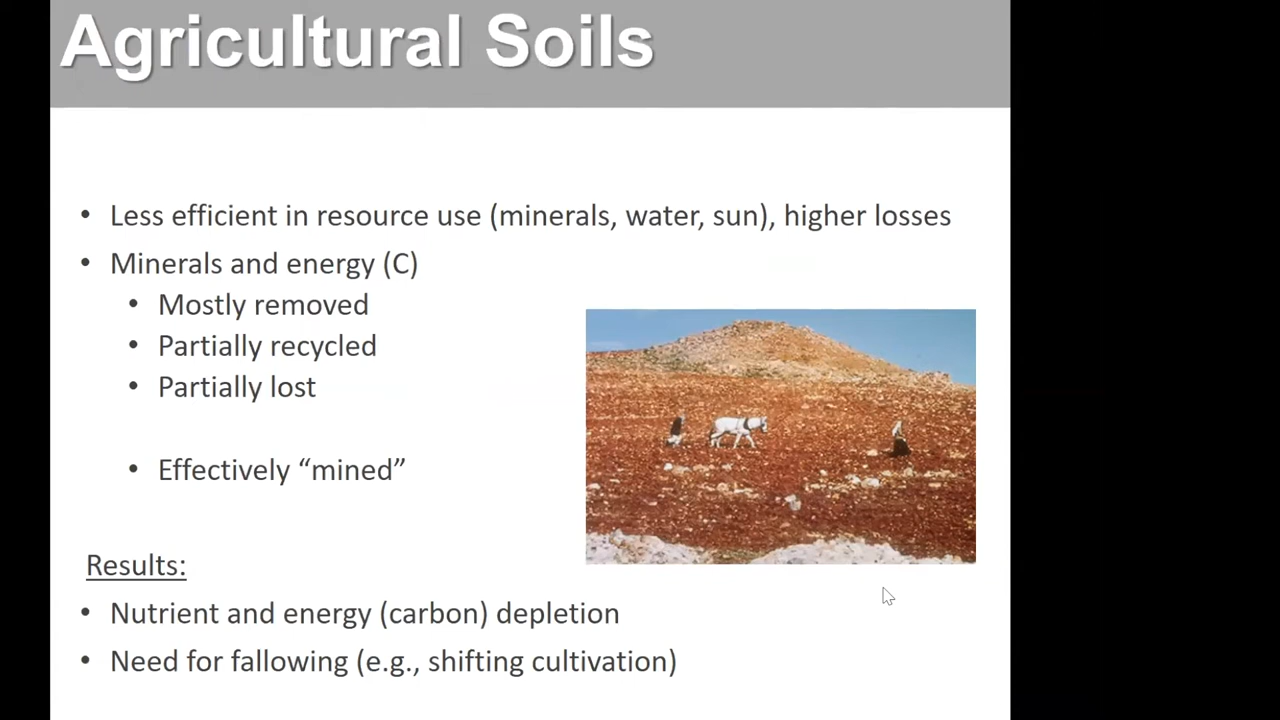 Agricultural Soils
• Less efficient in resource use (minerals, water, sun), higher losses
• Minerals and energy (C)
• Mostly removed
• Partially recycled
• Partially lost
• Effectively “mined”
Results:
• Nutrient and energy (carbon) depletion
• Need for fallowing (e.g., shifting cultivation)